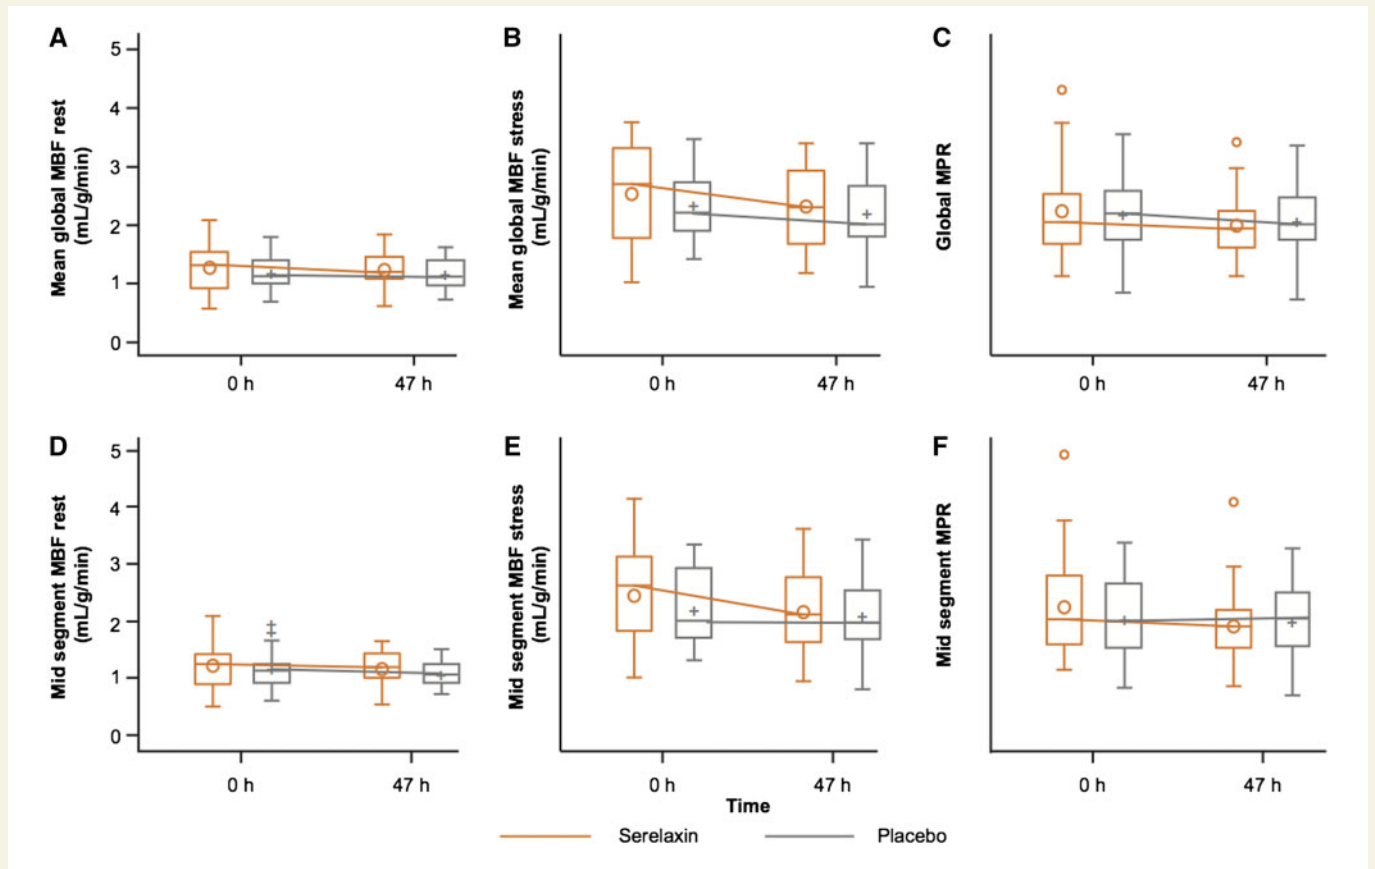 A
Mean global MBF rest
(mL/g/min)
5
4
3
2
1
0
0 h
47 h
B
Mean global MBF stress
(mL/g/min)
0 h
47 h
C
Global MPR
0 h
47 h
D
Mid segment MBF rest
(mL/g/min)
5
4
3
2
1
0
0 h
47 h
E
Mid segment MBF stress
(mL/g/min)
0 h
47 h
F
Mid segment MPR
0 h
47 h
Time
Serelaxin
Placebo